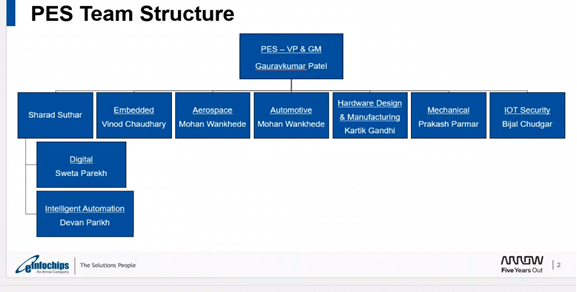 PES Team Structure
PES – VP & GM
Gauravkumar Patel
Sharad Suthar
Embedded
Vinod Chaudhary
Aerospace
Mohan Wankhede
Automotive
Mohan Wankhede
Hardware Design
& Manufacturing
Kartik Gandhi
Mechanical
Prakash Parmar
IOT Security
Bijal Chudgar
Digital
Sweta Parekh
Intelligent Automation
Devan Parikh
einfochips
An Arrow Company
The Solutions People
ARROW
Five Years Out
2